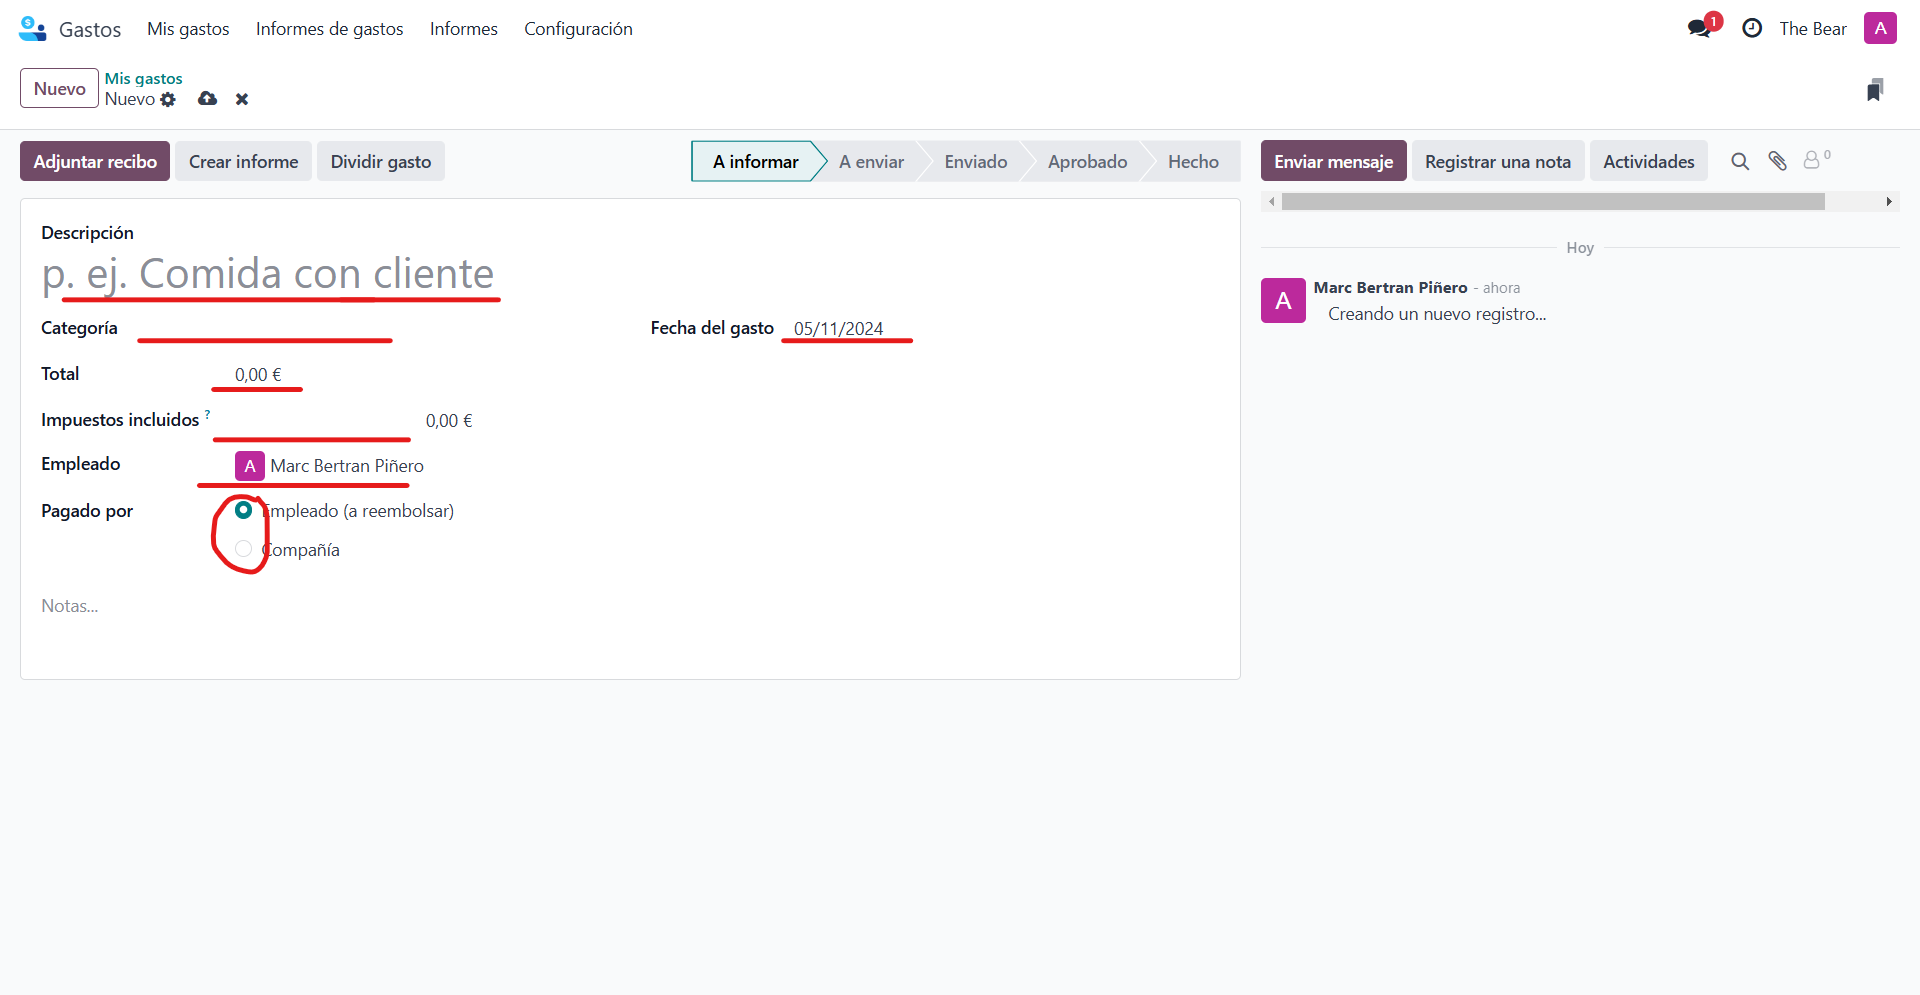 Gastos Mis gastos Informes de gastos Informes Configuración 1 The Bear A
Nuevo Mis gastos
Nuevo
Adjuntar recibo Crear informe Dividir gasto A informar A enviar Enviado Aprobado Hecho Enviar mensaje Registrar una nota Actividades 0
Descripción
p. ej. Comida con cliente
Categoría Fecha del gasto 05/11/2024
Total 0,00 €
Impuestos incluidos ? 0,00 €
Empleado A Marc Bertran Piñero
Pagado por Empleado (a reembolsar)
Compañía
Notas...
Hoy
A Marc Bertran Piñero - ahora
Creando un nuevo registro...